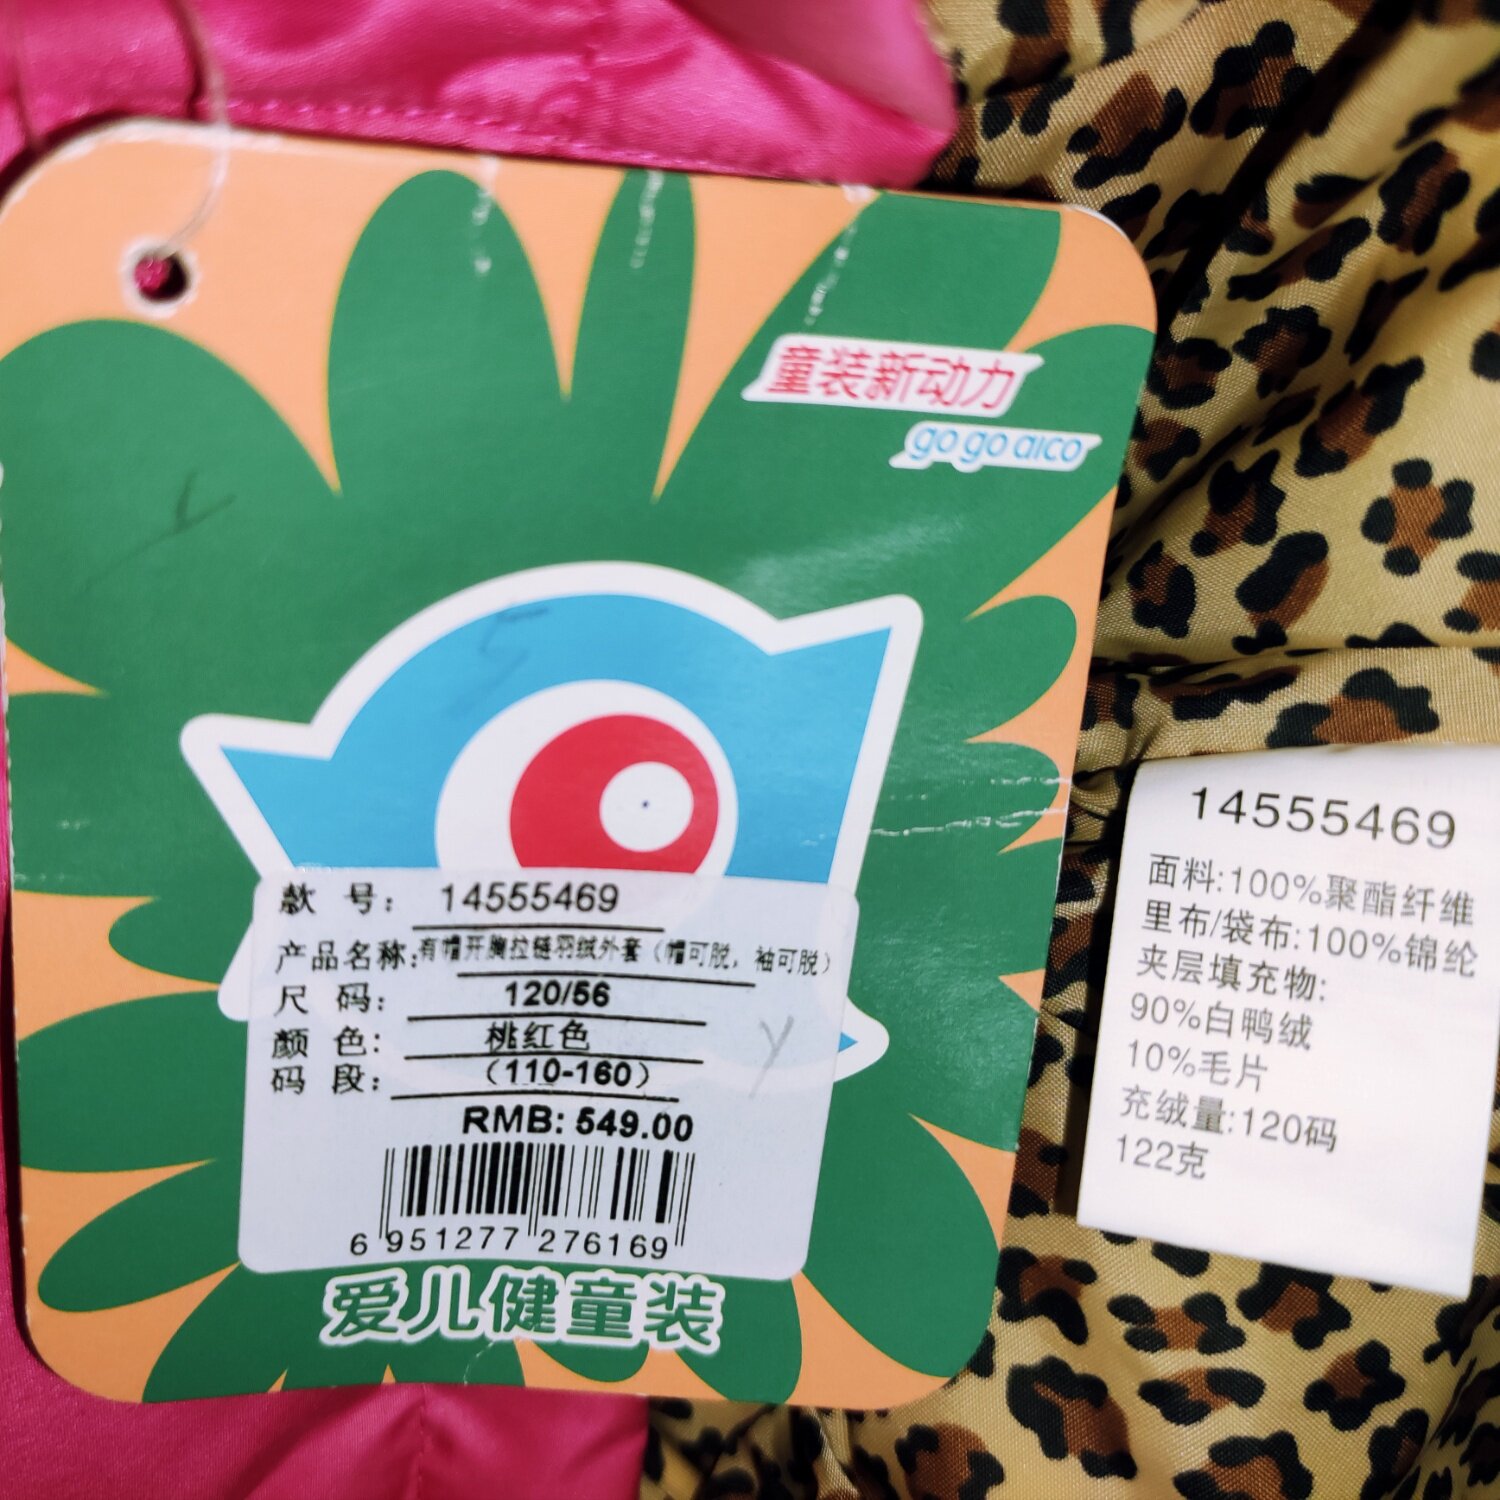 童装新动力
go go aico
款 号: 14555469
产品名称:有帽开胸拉链羽绒外套（帽可脱，袖可脱）
尺 码: 120/56
颜 色: 桃红色
码 段: （110-160）
RMB: 549.00
6 951277 276169
爱儿健童装
14555469
面料:100%聚酯纤维
里布/袋布:100%锦纶
夹层填充物:
90%白鸭绒
10%毛片
充绒量:120码
122克